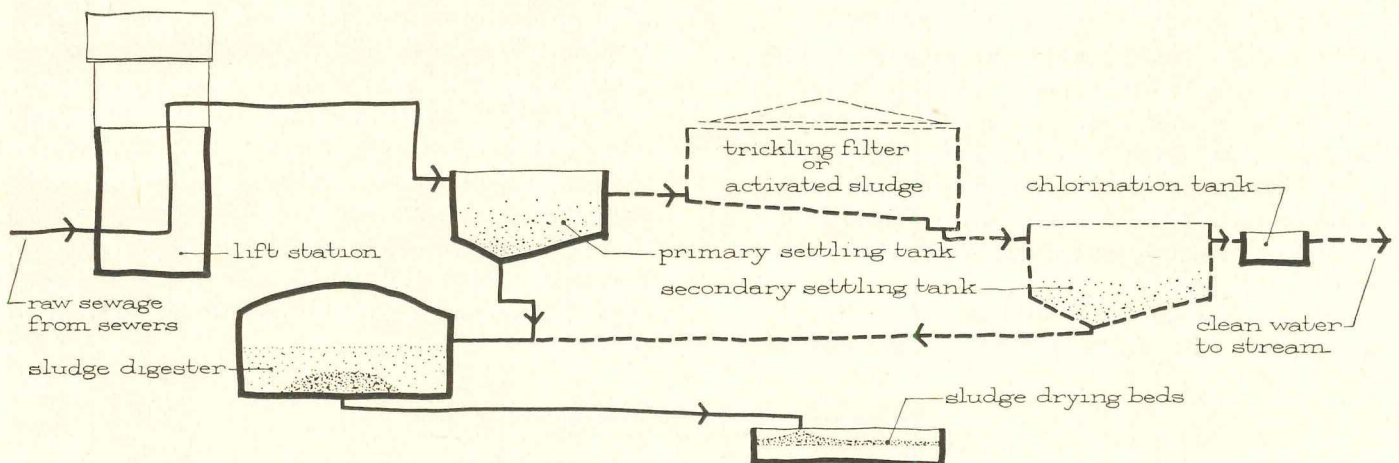 trickling filter
or
activated sludge
chlorination tank
lift station
primary settling tank
secondary settling tank
raw sewage
from sewers
clean water
to stream
sludge digester
sludge drying beds